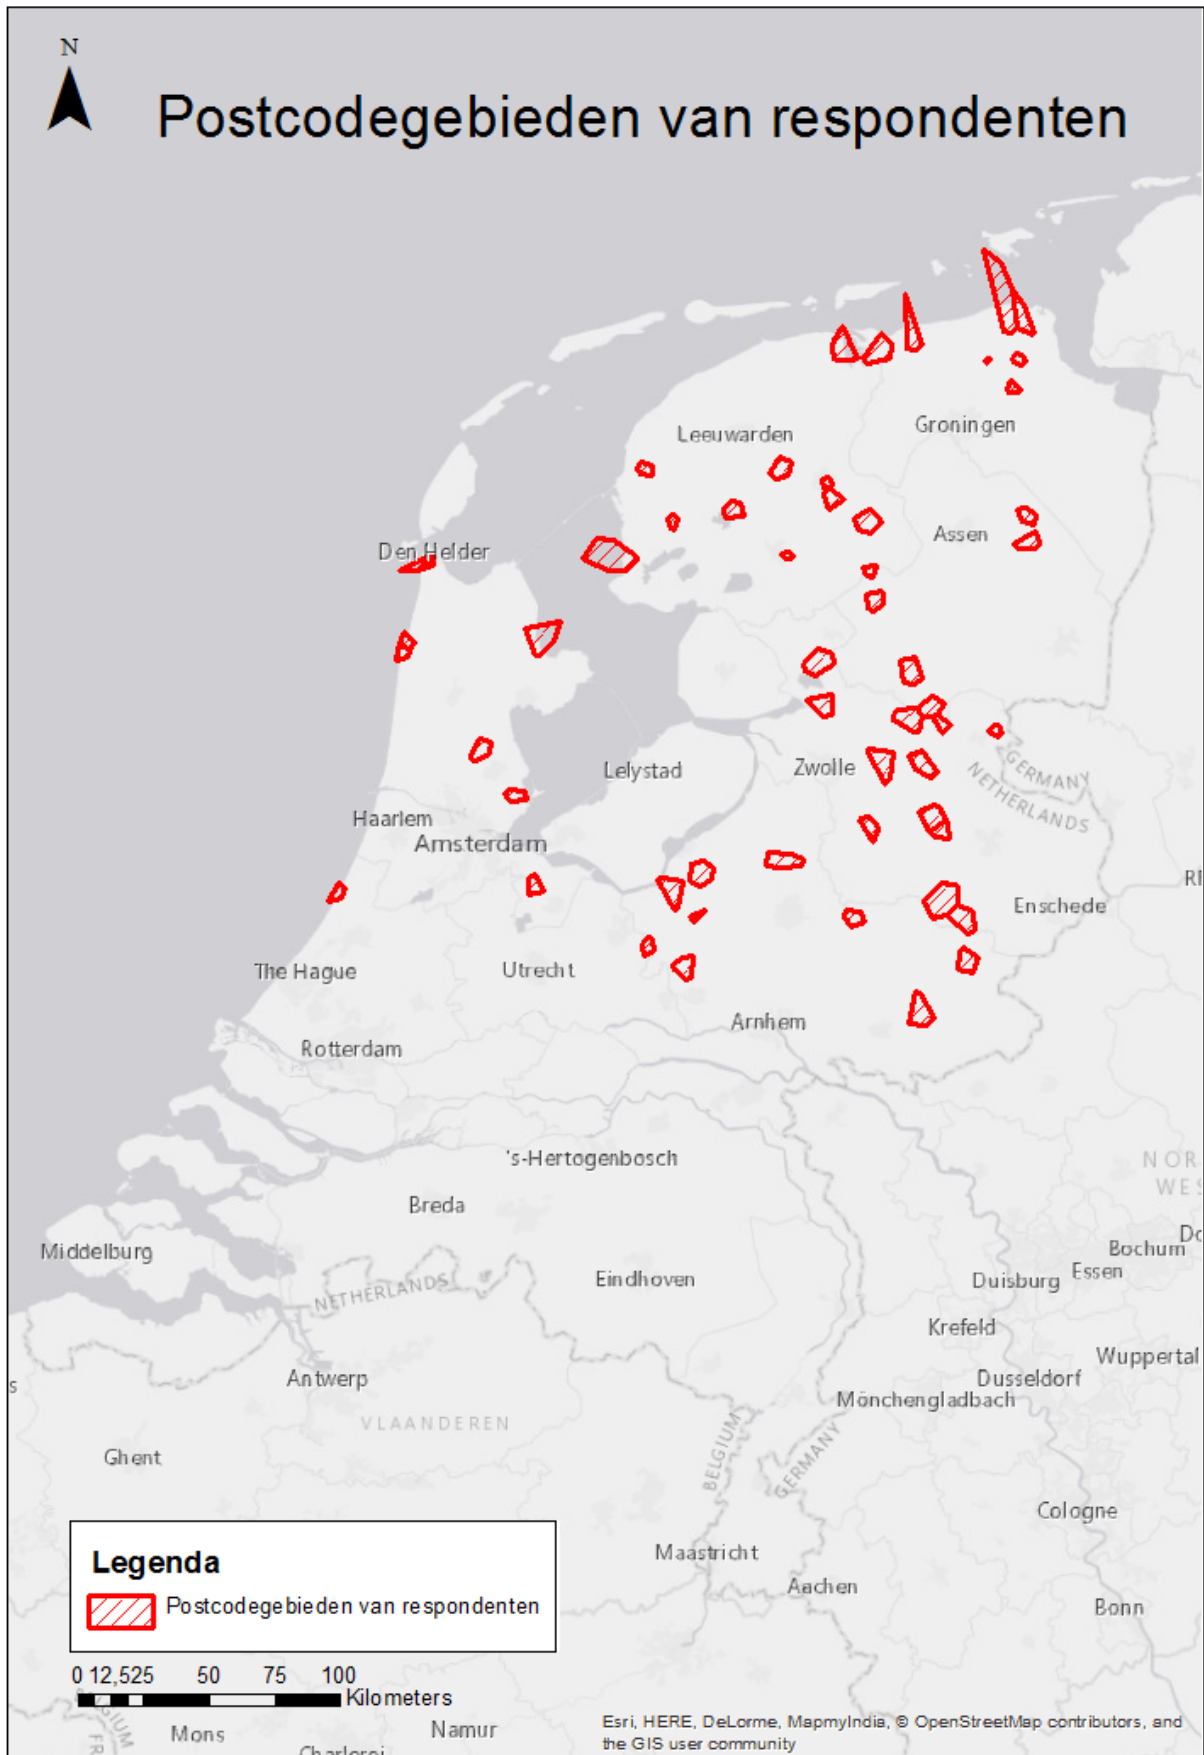 N
Postcodegebieden van respondenten
Groningen
Leeuwarden
Assen
Den Helder
GERMANY
NETHERLANDS
Lelystad
Zwolle
Haarlem
Amsterdam
Enschede
The Hague
Utrecht
Arnhem
Rotterdam
's-Hertogenbosch
Breda
Middelburg
Eindhoven
NETHERLANDS
Bochum
Essen
Duisburg
Krefeld
Wuppertal
Dusseldorf
Mönchengladbach
Antwerp
VLAANDEREN
BELGIUM
GERMANY
Ghent
Cologne
Maastricht
Aachen
Bonn
Legenda
Postcodegebieden van respondenten
0 12,525 50 75 100
Kilometers
Mons
Namur
Esri, HERE, DeLorme, MapmyIndia, © OpenStreetMap contributors, and
the GIS user community